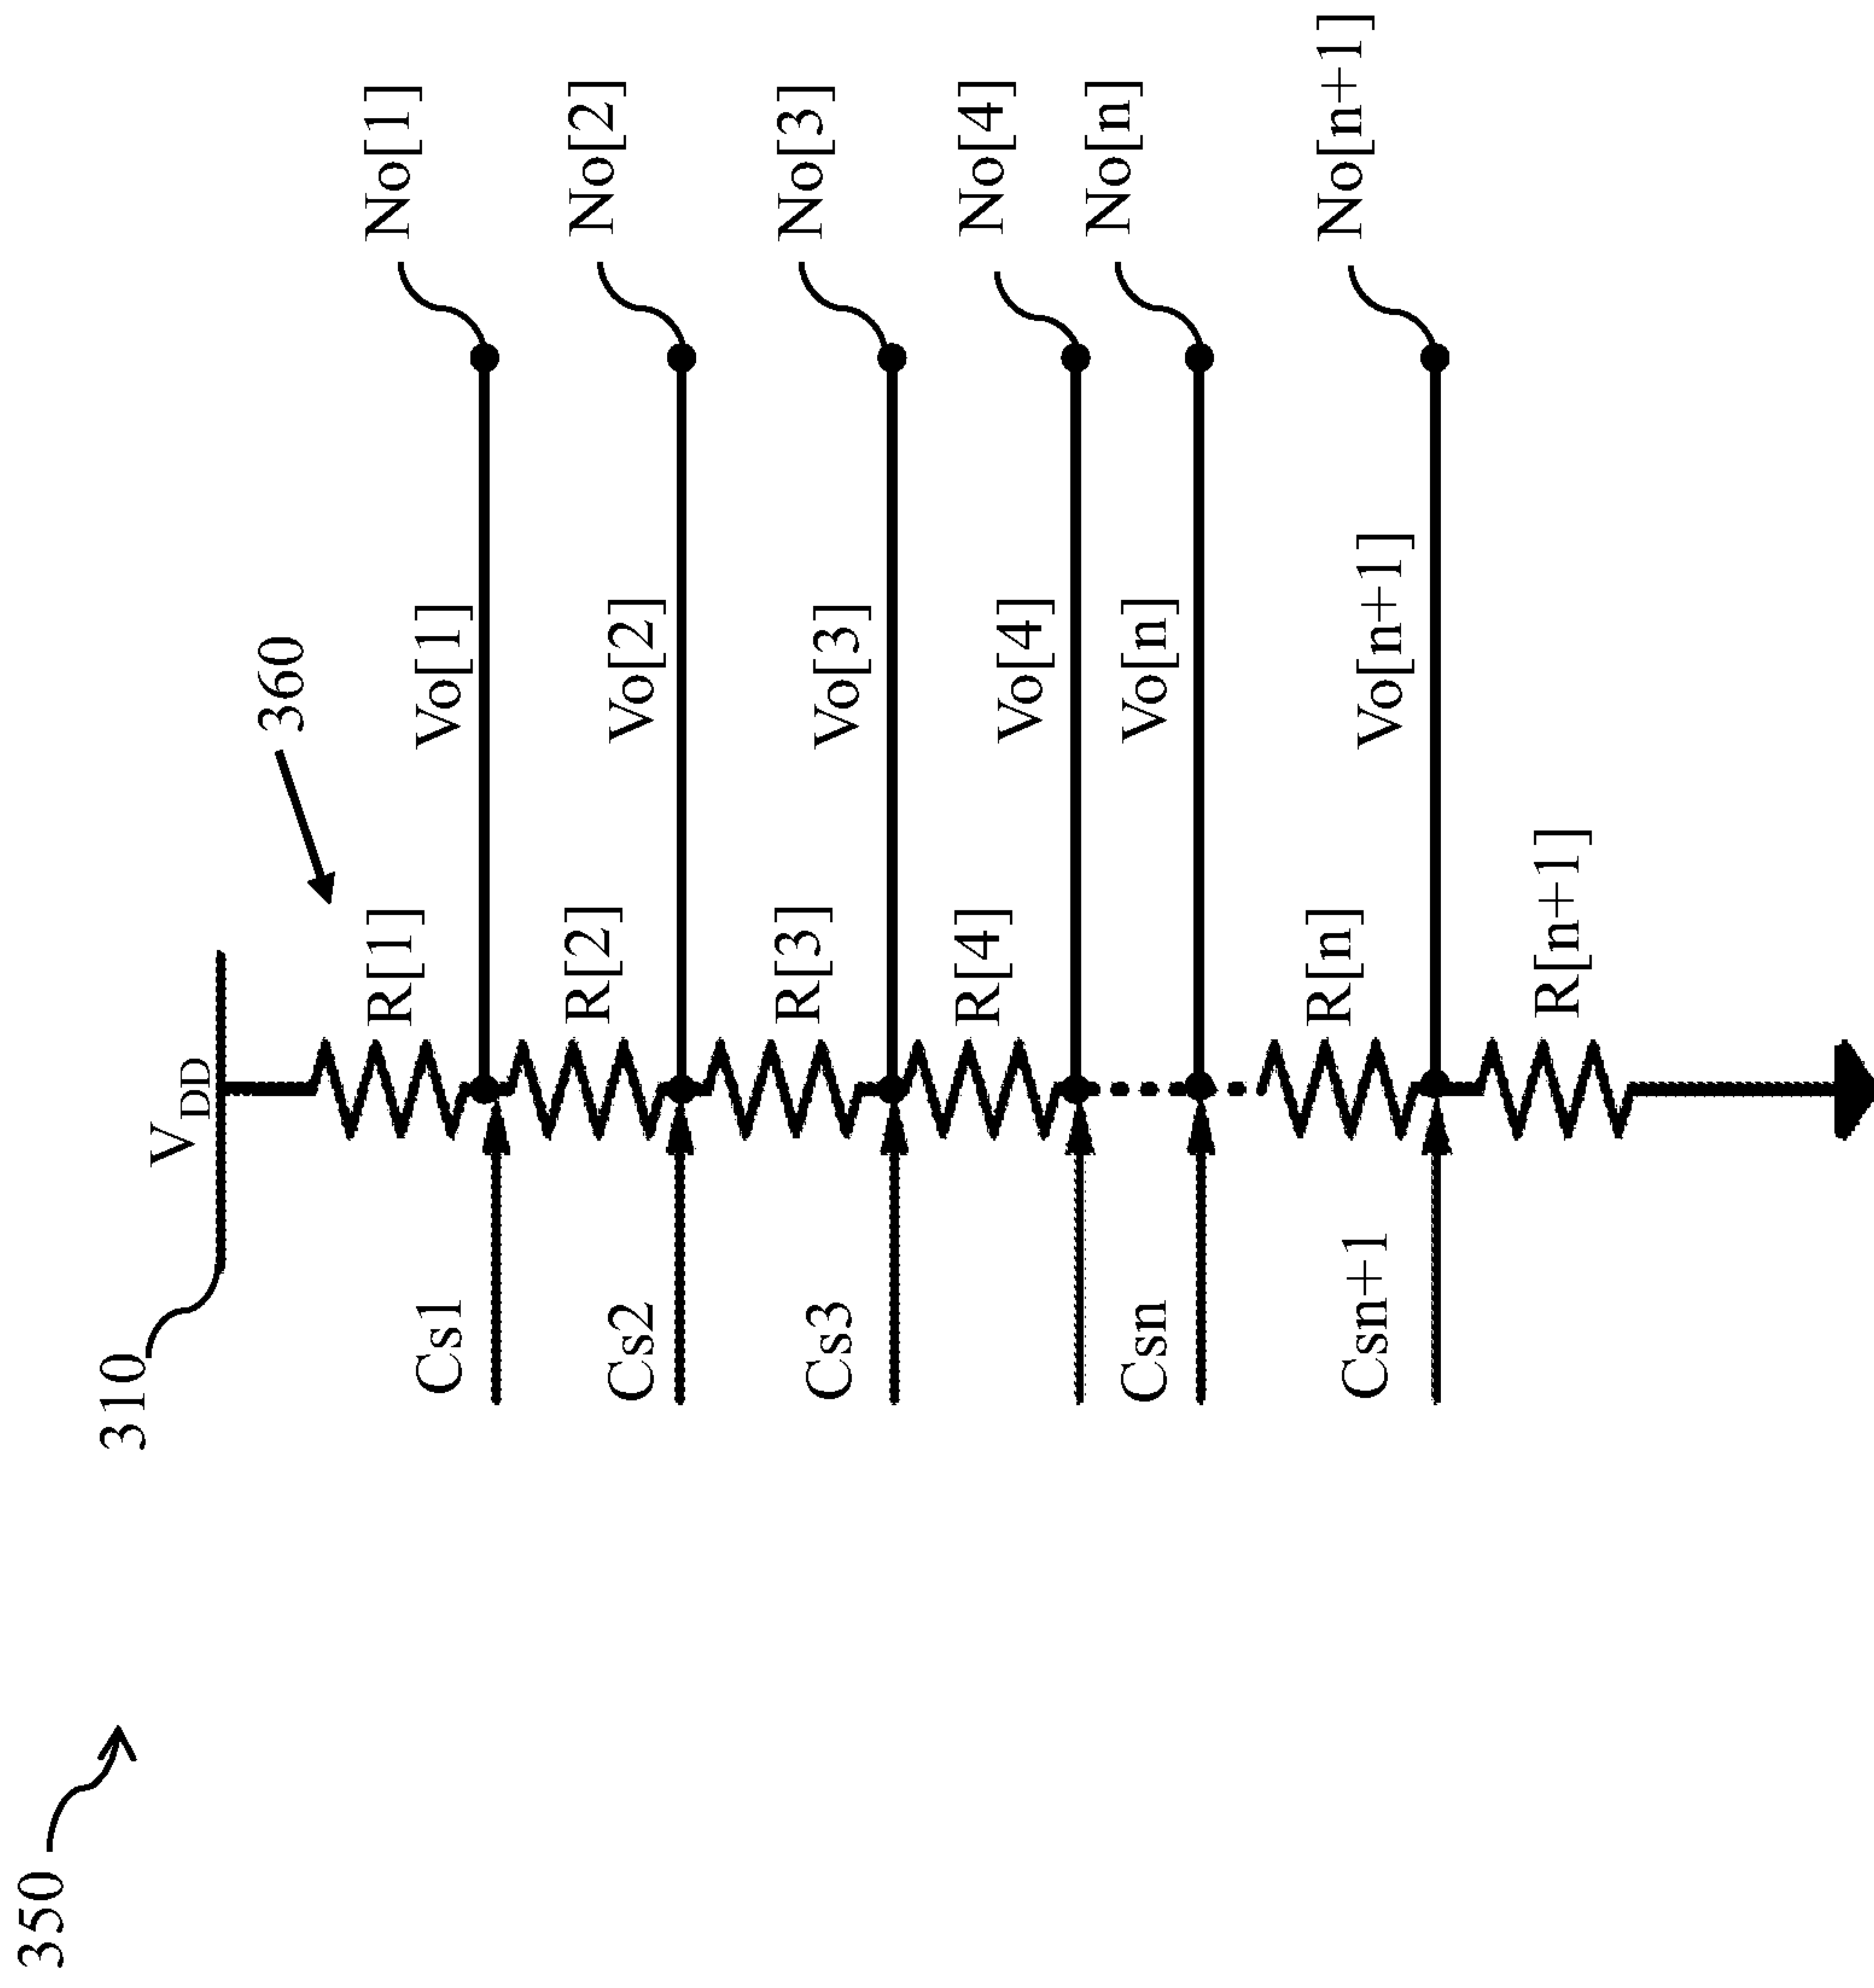 350
310
V DD
360
R[1]
Cs1
Vo[1]
No[1]
R[2]
Cs2
Vo[2]
No[2]
R[3]
Cs3
Vo[3]
No[3]
R[4]
Vo[4]
No[4]
Csn
Vo[n]
No[n]
R[n]
Csn+1
Vo[n+1]
No[n+1]
R[n+1]